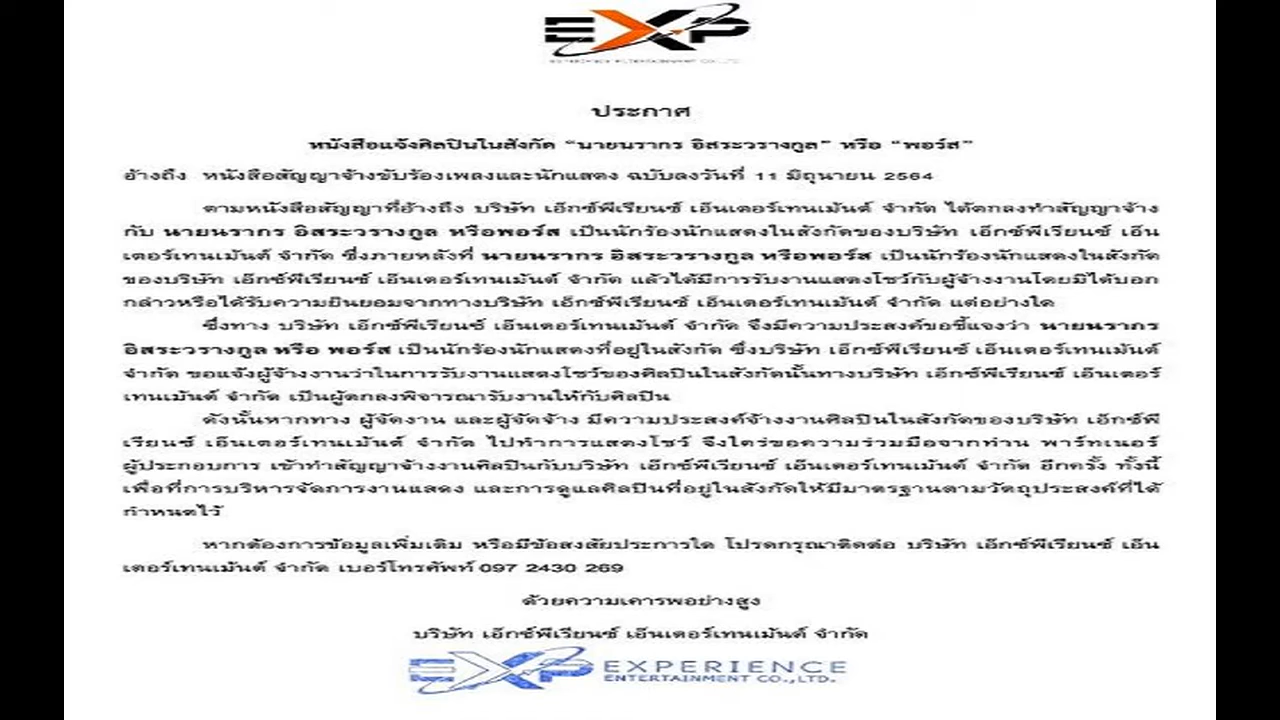 EXP
EXPERIENCE ENTERTAINMENT CO.,LTD
ประกาศ
หนังสือแจ้งศิลปินในสังกัด “นายนรากร อิสระวรางกูล” หรือ “พอร์ส”
อ้างถึง หนังสือสัญญาจ้างขับร้องเพลงและนักแสดง ฉบับลงวันที่ 11 มิถุนายน 2564
ตามหนังสือสัญญาที่อ้างถึง บริษัท เอ็กซ์พีเรียนซ์ เอ็นเตอร์เทนเม้นต์ จำกัด ได้ตกลงทำสัญญาจ้าง
กับ นายนรากร อิสระวรางกูล หรือพอร์ส เป็นนักร้องนักแสดงในสังกัดของบริษัท เอ็กซ์พีเรียนซ์ เอ็น
เตอร์เทนเม้นต์ จำกัด ซึ่งภายหลังที่ นายนรากร อิสระวรางกูล หรือพอร์ส เป็นนักร้องนักแสดงในสังกัด
ของบริษัท เอ็กซ์พีเรียนซ์ เอ็นเตอร์เทนเม้นต์ จำกัด แล้วได้มีการรับงานแสดงโชว์กับผู้จ้างงานโดยมิได้บอก
กล่าวหรือได้รับความยินยอมจากทางบริษัท เอ็กซ์พีเรียนซ์ เอ็นเตอร์เทนเม้นต์ จำกัด แต่อย่างใด
ซึ่งทาง บริษัท เอ็กซ์พีเรียนซ์ เอ็นเตอร์เทนเม้นต์ จำกัด จึงมีความประสงค์ขอชี้แจงว่า นายนรากร
อิสระวรางกูล หรือ พอร์ส เป็นนักร้องนักแสดงที่อยู่ในสังกัด ซึ่งบริษัท เอ็กซ์พีเรียนซ์ เอ็นเตอร์เทนเม้นต์
จำกัด ขอแจ้งผู้จ้างงานว่าในการรับงานแสดงโชว์ของศิลปินในสังกัดนั้นทางบริษัท เอ็กซ์พีเรียนซ์ เอ็นเตอร์
เทนเม้นต์ จำกัด เป็นผู้ตกลงพิจารณารับงานให้กับศิลปิน
ดังนั้นหากทาง ผู้จัดงาน และผู้จัดจ้าง มีความประสงค์จ้างงานศิลปินในสังกัดของบริษัท เอ็กซ์พี
เรียนซ์ เอ็นเตอร์เทนเม้นต์ จำกัด ไปทำการแสดงโชว์ จึงใคร่ขอความร่วมมือจากท่าน พาร์ทเนอร์
ผู้ประกอบการ เข้าทำสัญญาจ้างงานศิลปินกับบริษัท เอ็กซ์พีเรียนซ์ เอ็นเตอร์เทนเม้นต์ จำกัด อีกครั้ง ทั้งนี้
เพื่อที่การบริหารจัดการงานแสดง และการดูแลศิลปินที่อยู่ในสังกัดให้มีมาตรฐานตามวัตถุประสงค์ที่ได้
กำหนดไว้
หากต้องการข้อมูลเพิ่มเติม หรือมีข้อสงสัยประการใด โปรดกรุณาติดต่อ บริษัท เอ็กซ์พีเรียนซ์ เอ็น
เตอร์เทนเม้นต์ จำกัด เบอร์โทรศัพท์ 097 2430 269
ด้วยความเคารพอย่างสูง
บริษัท เอ็กซ์พีเรียนซ์ เอ็นเตอร์เทนเม้นต์ จำกัด
EXP EXPERIENCE
ENTERTAINMENT CO.,LTD.